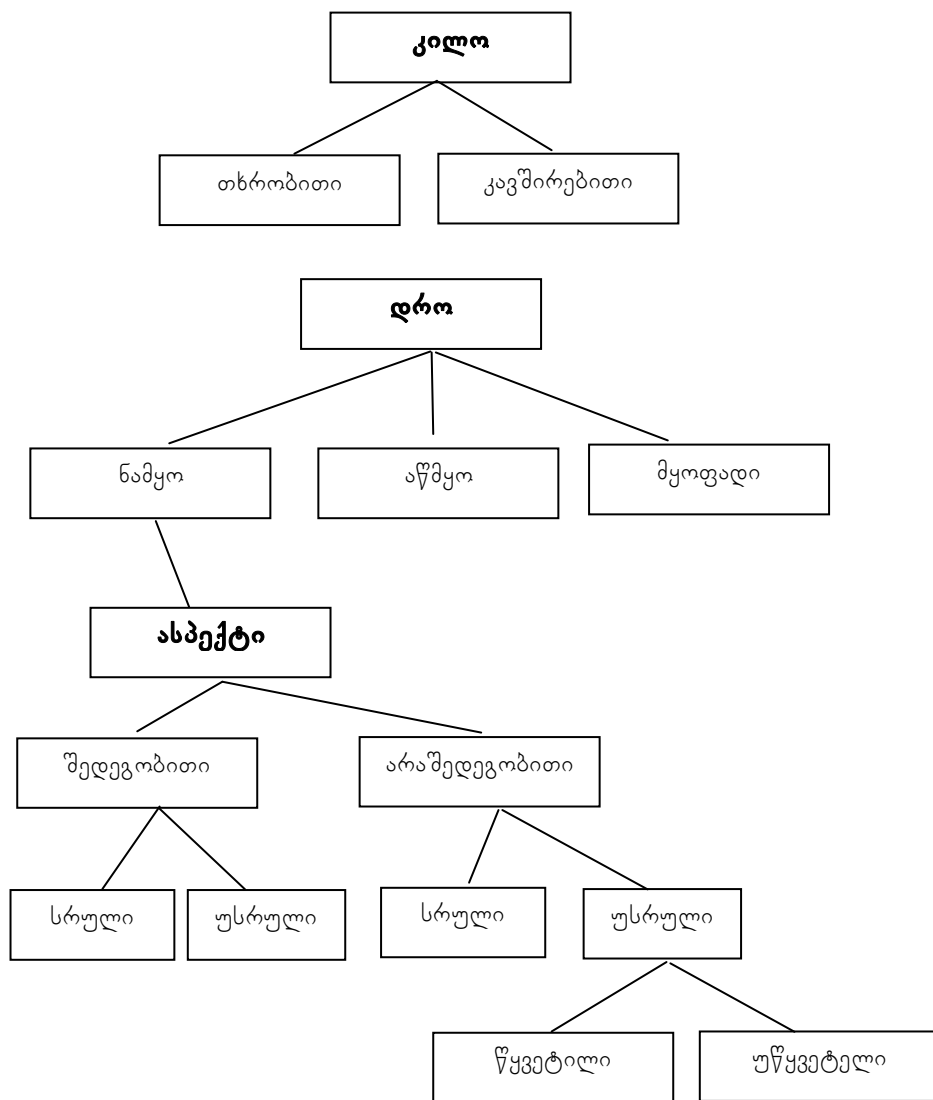 კილო
თხრობითი
კავშირებითი
დრო
ნამყო
აწმყო
მყოფადი
ასპექტი
შედეგობითი
არაშედეგობითი
სრული
უსრული
სრული
უსრული
წყვეტილი
უწყვეტელი